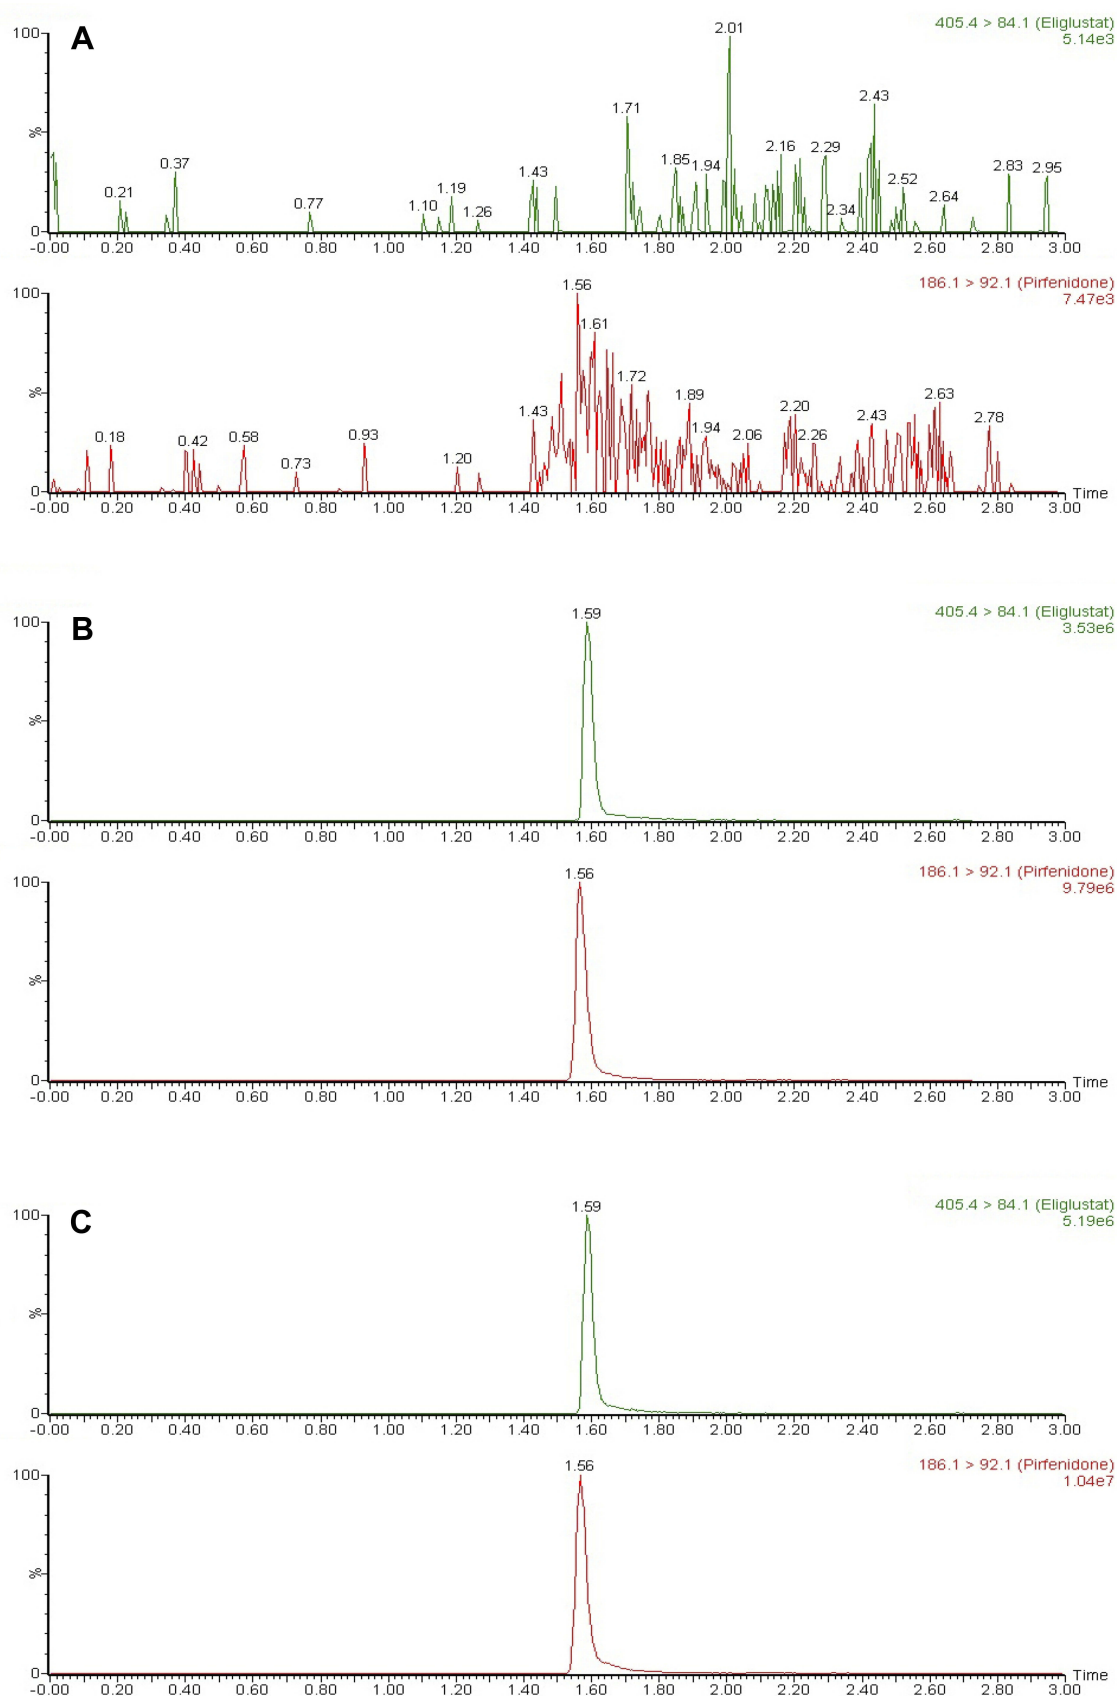 A
405.4 > 84.1 (Eliglustat)
5.14e3
100
%
0
0.21 0.37 0.77 1.10 1.19 1.26 1.43 1.71 1.85 1.94 2.01 2.16 2.29 2.34 2.43 2.52 2.64 2.83 2.95
-0.00 0.20 0.40 0.60 0.80 1.00 1.20 1.40 1.60 1.80 2.00 2.20 2.40 2.60 2.80 3.00
186.1 > 92.1 (Pirfenidone)
7.47e3
100
%
0
0.18 0.42 0.58 0.73 0.93 1.20 1.43 1.56 1.61 1.72 1.89 1.94 2.06 2.20 2.26 2.43 2.63 2.78
Time
-0.00 0.20 0.40 0.60 0.80 1.00 1.20 1.40 1.60 1.80 2.00 2.20 2.40 2.60 2.80 3.00
B
405.4 > 84.1 (Eliglustat)
3.53e6
100
%
0
1.59
-0.00 0.20 0.40 0.60 0.80 1.00 1.20 1.40 1.60 1.80 2.00 2.20 2.40 2.60 2.80 3.00
186.1 > 92.1 (Pirfenidone)
9.79e6
100
%
0
1.56
Time
-0.00 0.20 0.40 0.60 0.80 1.00 1.20 1.40 1.60 1.80 2.00 2.20 2.40 2.60 2.80 3.00
C
405.4 > 84.1 (Eliglustat)
5.19e6
100
%
0
1.59
-0.00 0.20 0.40 0.60 0.80 1.00 1.20 1.40 1.60 1.80 2.00 2.20 2.40 2.60 2.80 3.00
186.1 > 92.1 (Pirfenidone)
1.04e7
100
%
0
1.56
Time
-0.00 0.20 0.40 0.60 0.80 1.00 1.20 1.40 1.60 1.80 2.00 2.20 2.40 2.60 2.80 3.00